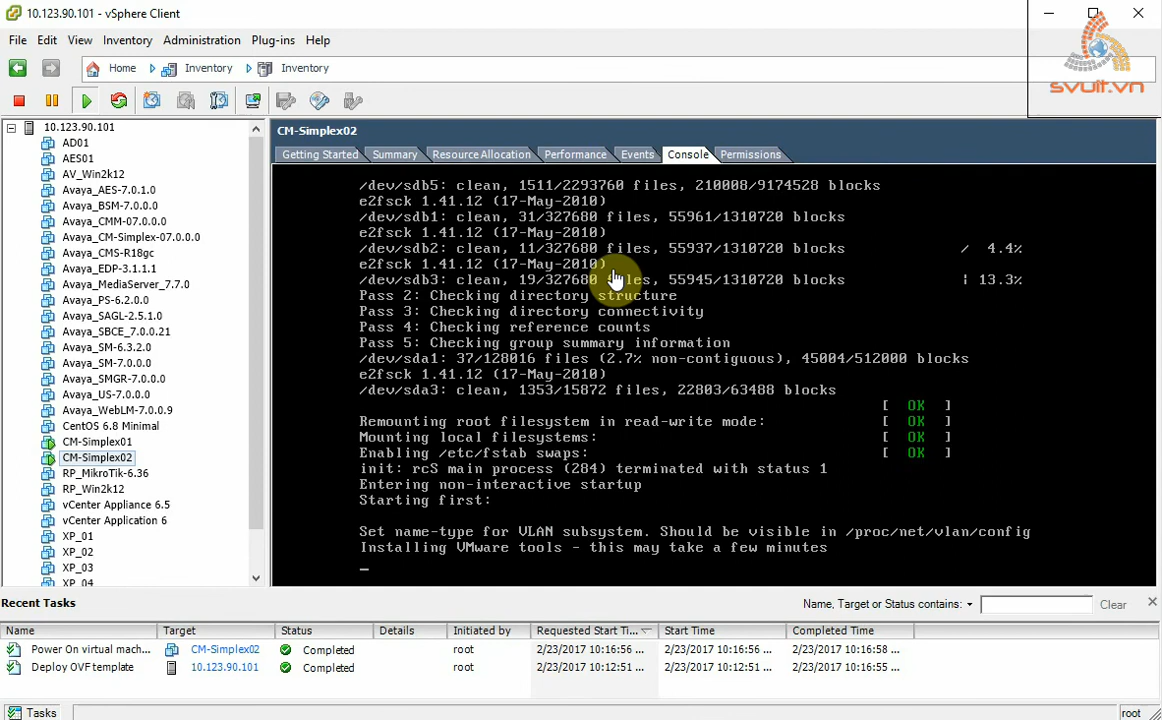 10.123.90.101 - vSphere Client
File Edit View Inventory Administration Plug-ins Help
svuit.vn
Home Inventory Inventory
10.123.90.101
AD01
AES01
AV_Win2k12
Avaya_AES-7.0.1.0
Avaya_BSM-7.0.0.0
Avaya_CMM-07.0.0.0
Avaya_CM-Simplex-07.0.0.0
Avaya_CMS-R18gc
Avaya_EDP-3.1.1.1
Avaya_MediaServer_7.7.0
Avaya_PS-6.2.0.0
Avaya_SAGL-2.5.1.0
Avaya_SBCE_7.0.0.21
Avaya_SM-6.3.2.0
Avaya_SM-7.0.0.0
Avaya_SMGR-7.0.0.0
Avaya_US-7.0.0.0
Avaya_WebLM-7.0.0.9
CentOS 6.8 Minimal
CM-Simplex01
CM-Simplex02
RP_MikroTik-6.36
RP_Win2k12
vCenter Appliance 6.5
vCenter Application 6
XP_01
XP_02
XP_03
XP_04
CM-Simplex02
Getting Started Summary Resource Allocation Performance Events Console Permissions
/dev/sdb5: clean, 1511/2293760 files, 210008/9174528 blocks
e2fsck 1.41.12 (17-May-2010)
/dev/sdb1: clean, 31/327680 files, 55961/1310720 blocks
e2fsck 1.41.12 (17-May-2010)
/dev/sdb2: clean, 11/327680 files, 55937/1310720 blocks / 4.4%
e2fsck 1.41.12 (17-May-2010)
/dev/sdb3: clean, 19/327680 files, 55945/1310720 blocks ¦ 13.3%
Pass 2: Checking directory structure
Pass 3: Checking directory connectivity
Pass 4: Checking reference counts
Pass 5: Checking group summary information
/dev/sda1: 37/128016 files (2.7% non-contiguous), 45004/512000 blocks
e2fsck 1.41.12 (17-May-2010)
/dev/sda3: clean, 1353/15872 files, 22803/63488 blocks
[ OK ]
Remounting root filesystem in read-write mode: [ OK ]
Mounting local filesystems: [ OK ]
Enabling /etc/fstab swaps: [ OK ]
init: rcS main process (284) terminated with status 1
Entering non-interactive startup
Starting first:
Set name-type for VLAN subsystem. Should be visible in /proc/net/vlan/config
Installing VMware tools - this may take a few minutes
_
Recent Tasks
Name, Target or Status contains: Clear
Name Target Status Details Initiated by Requested Start Ti... Start Time Completed Time
Power On virtual mach... CM-Simplex02 Completed root 2/23/2017 10:16:56 ... 2/23/2017 10:16:56 ... 2/23/2017 10:16:58 ...
Deploy OVF template 10.123.90.101 Completed root 2/23/2017 10:12:51 ... 2/23/2017 10:12:51 ... 2/23/2017 10:16:55 ...
Tasks root